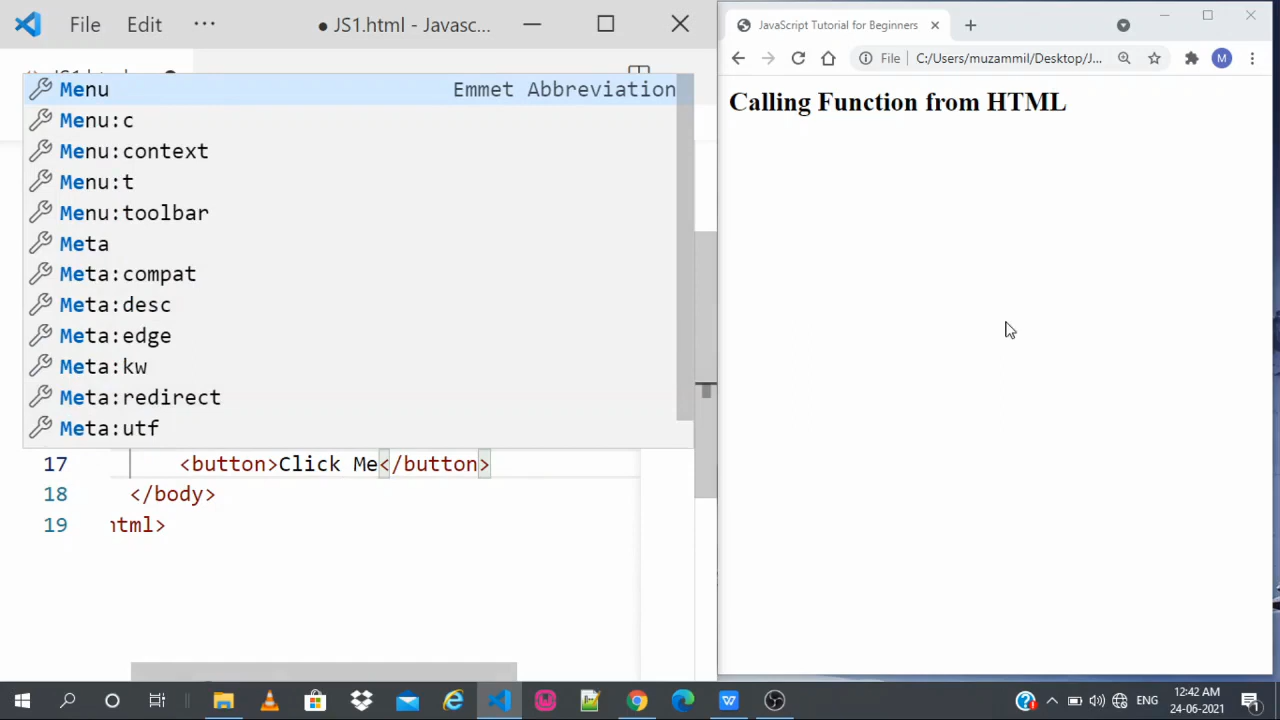 File Edit ··· ● JS1.html - Javasc...
Menu Emmet Abbreviation
Menu:c
Menu:context
Menu:t
Menu:toolbar
Meta
Meta:compat
Meta:desc
Meta:edge
Meta:kw
Meta:redirect
Meta:utf
17 <button>Click Me</button>
18 </body>
19 html>
JavaScript Tutorial for Beginners
File C:/Users/muzammil/Desktop/J...
M
Calling Function from HTML
ENG
12:42 AM
24-06-2021
1